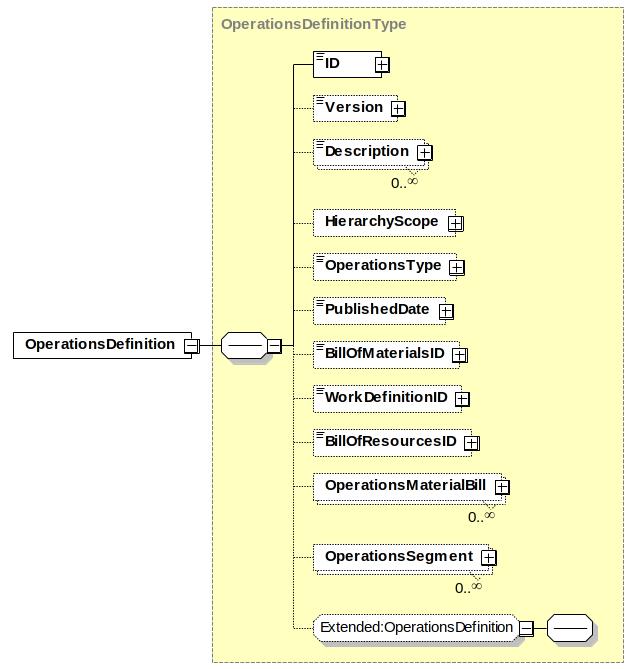 OperationsDefinitionType
ID
Version
Description
0..∞
HierarchyScope
OperationsType
PublishedDate
OperationsDefinition
BillOfMaterialsID
WorkDefinitionID
BillOfResourcesID
OperationsMaterialBill
0..∞
OperationsSegment
0..∞
Extended:OperationsDefinition